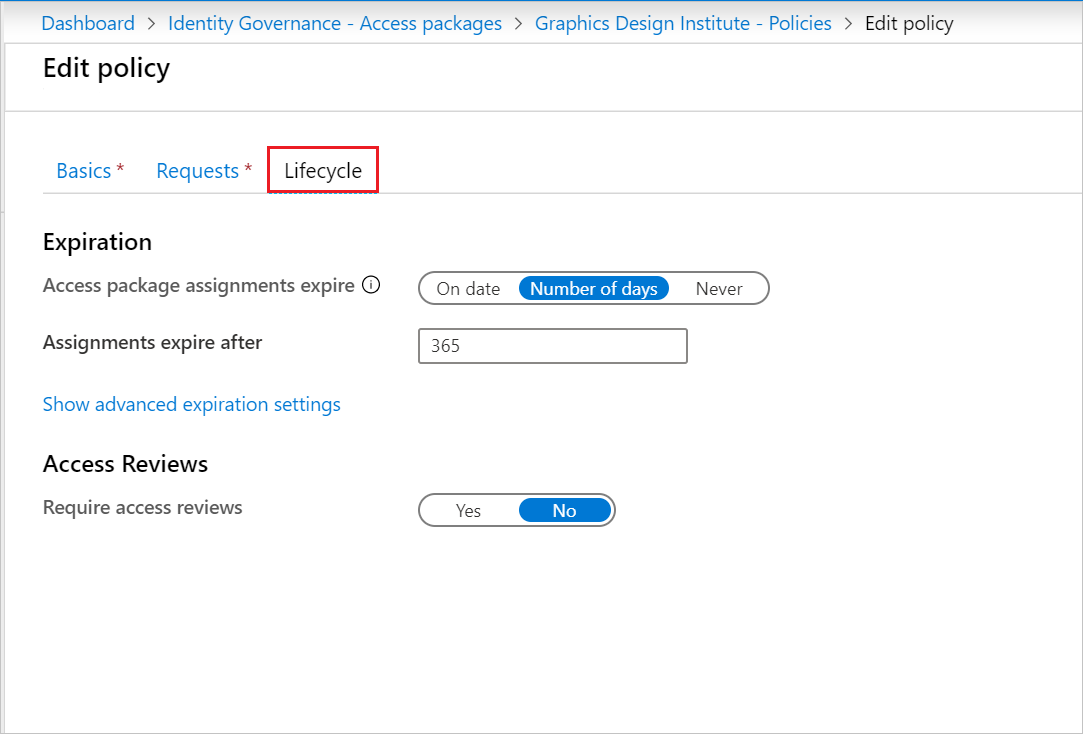 Dashboard > Identity Governance - Access packages > Graphics Design Institute - Policies > Edit policy
Edit policy
Basics * Requests * Lifecycle
Expiration
Access package assignments expire On date Number of days Never
Assignments expire after 365
Show advanced expiration settings
Access Reviews
Require access reviews Yes No